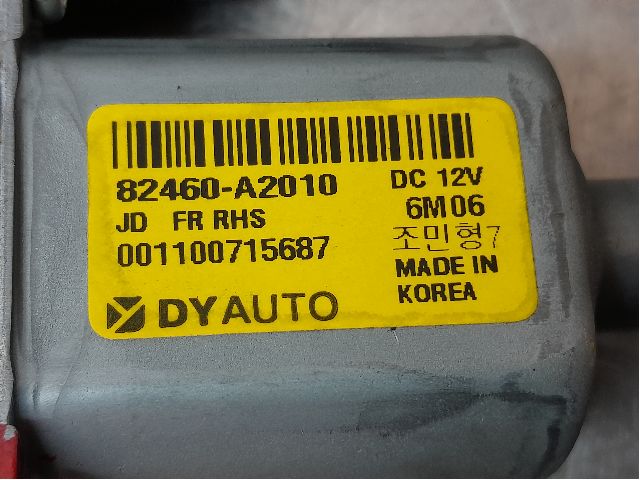 82460-A2010
JD FR RHS
001100715687
DC 12V
6M06
조민형7
MADE IN
KOREA
DYAUTO